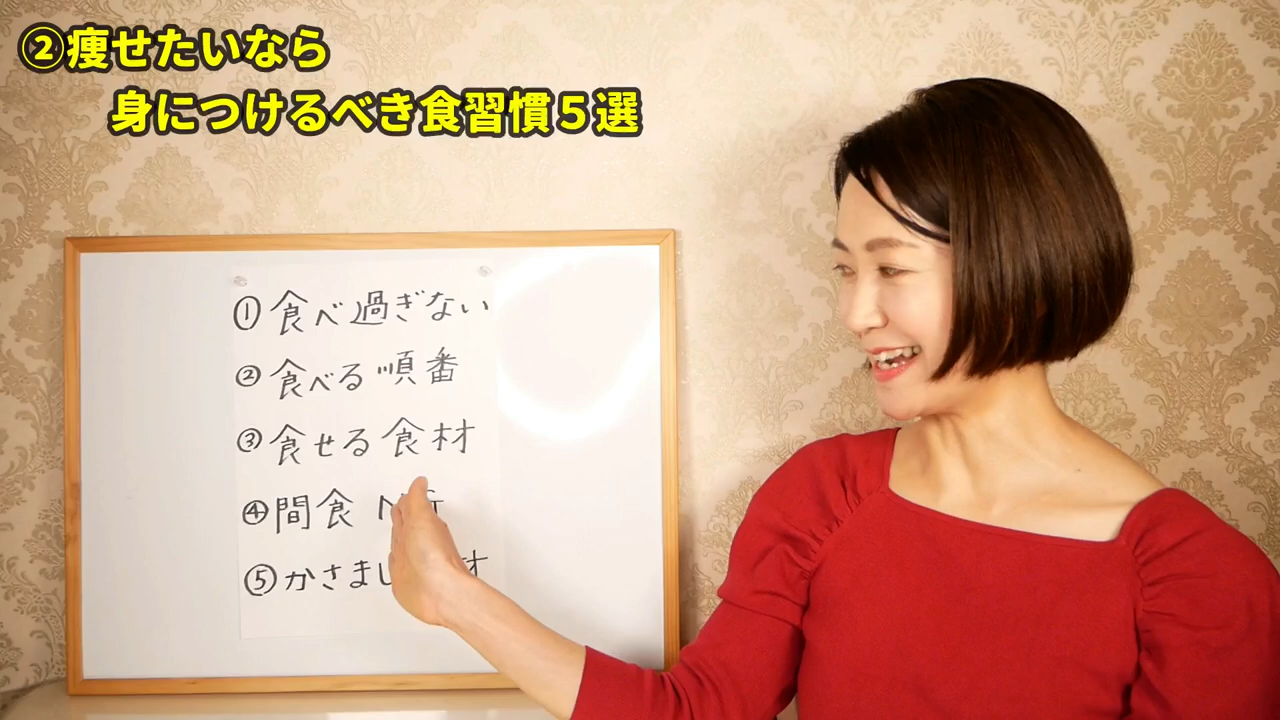 ②痩せたいなら
身につけるべき食習慣５選
①食べ過ぎない
②食べる順番
③食せる食材
④間食
⑤かさまし材